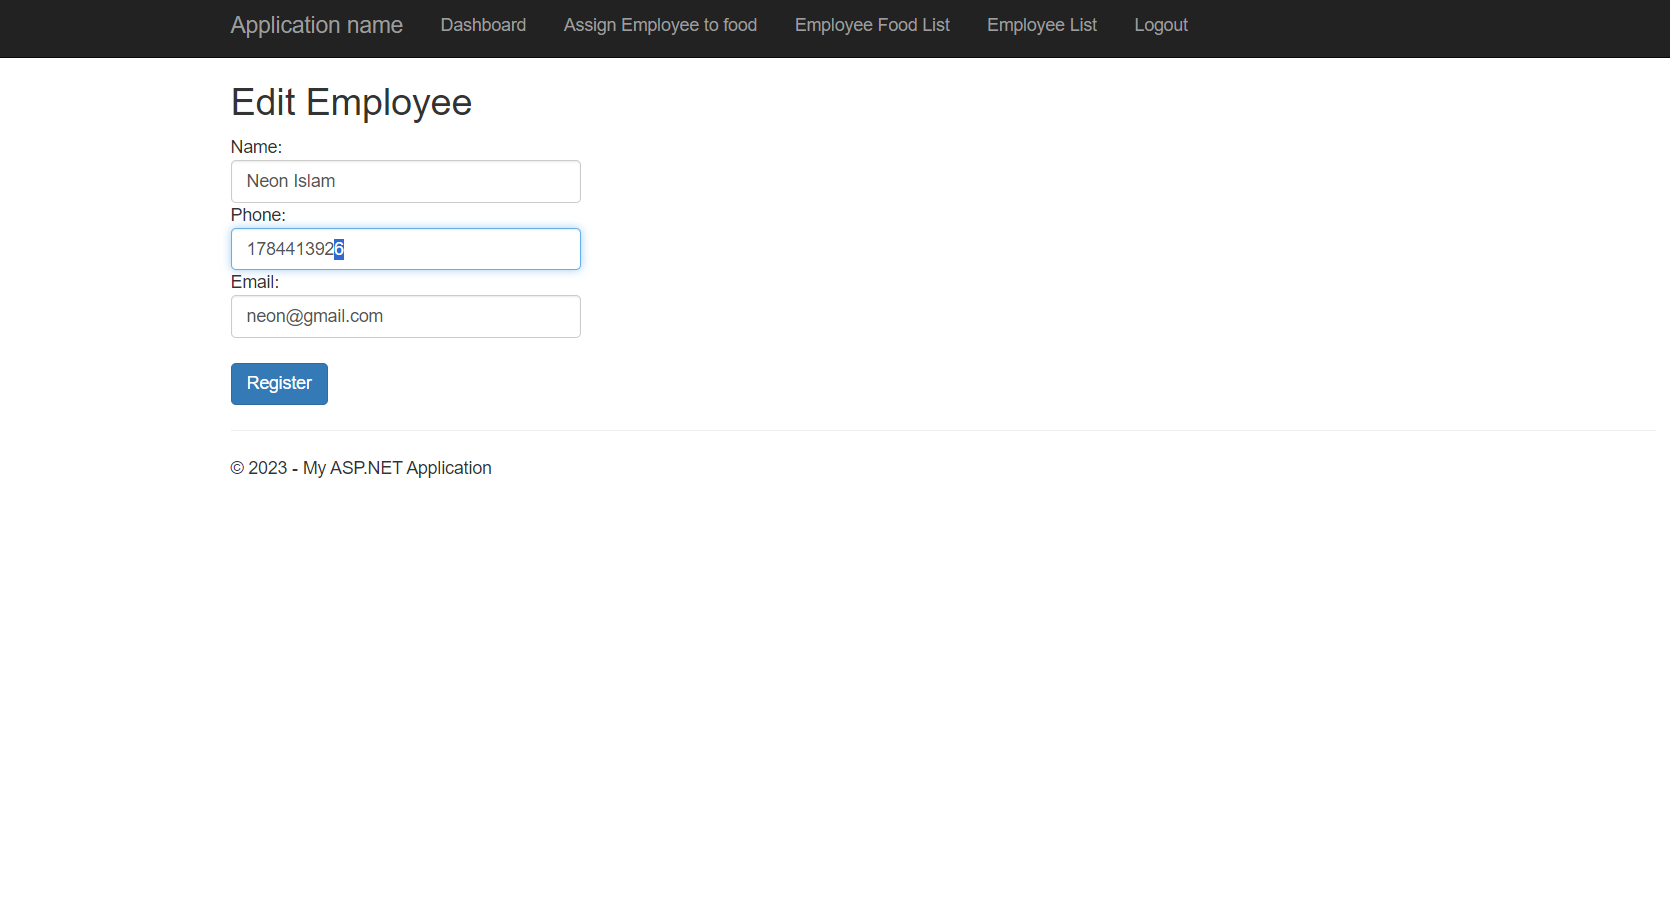 Application name Dashboard Assign Employee to food Employee Food List Employee List Logout
Edit Employee
Name:
Neon Islam
Phone:
1784413926
Email:
neon@gmail.com
Register
© 2023 - My ASP.NET Application